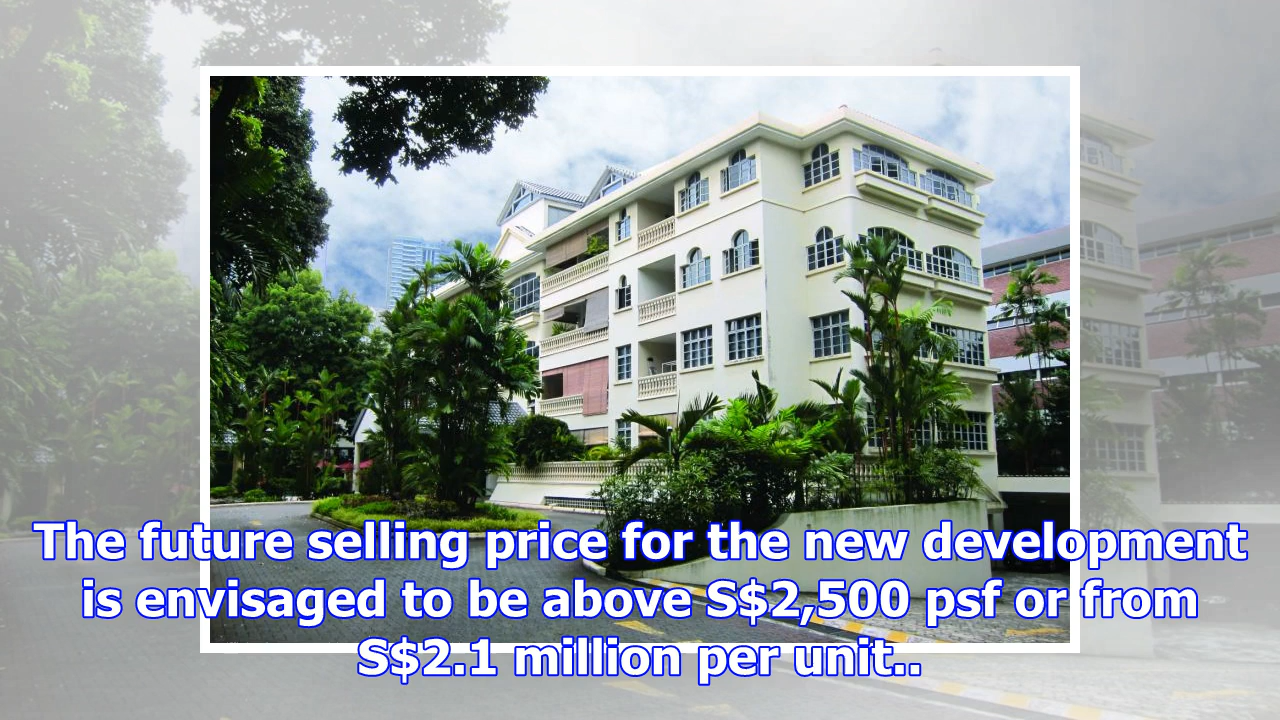 The future selling price for the new development
is envisaged to be above S$2,500 psf or from
S$2.1 million per unit..